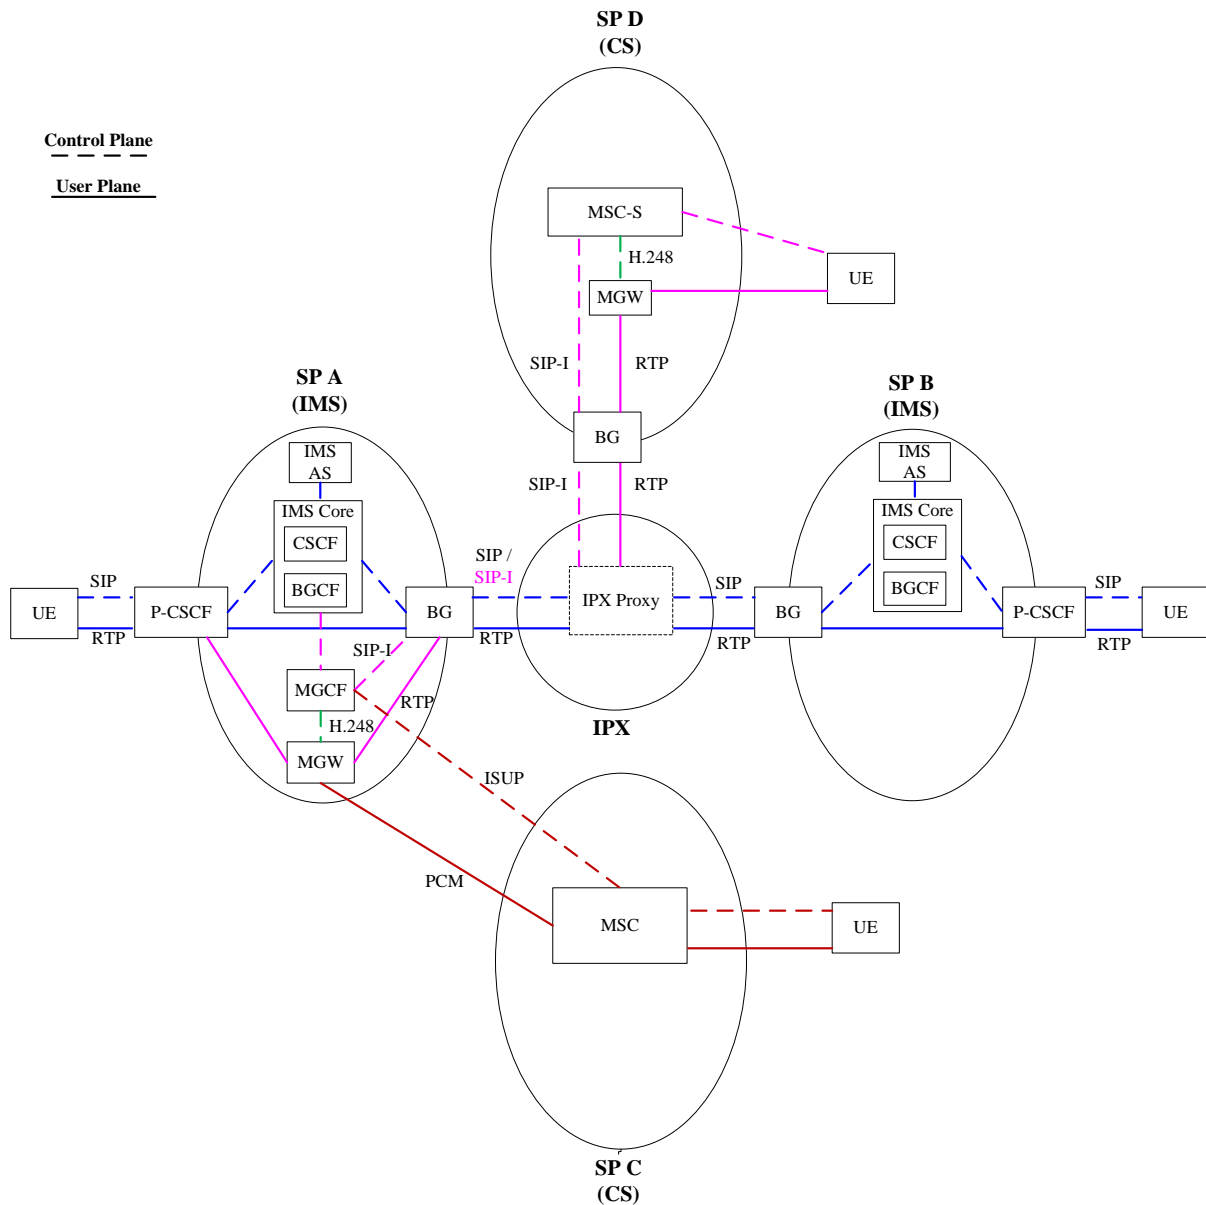 SP D
(CS)
Control Plane
User Plane
MSC-S
H.248
UE
MGW
SIP-I
RTP
BG
SIP-I
RTP
SP A
(IMS)
SP B
(IMS)
IMS
AS
IMS Core
CSCF
BGCF
IMS
AS
IMS Core
CSCF
BGCF
SIP
SIP /
SIP-I
SIP
SIP
UE
P-CSCF
BG
IPX Proxy
BG
P-CSCF
UE
RTP
RTP
RTP
RTP
SIP-I
MGCF
RTP
H.248
MGW
IPX
ISUP
PCM
MSC
UE
SP C
(CS)